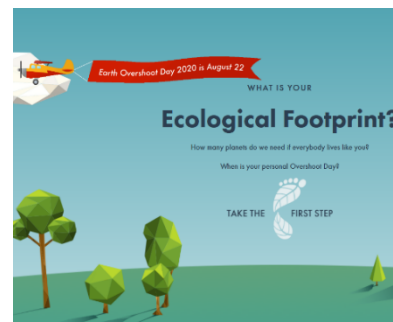 Earth Overshoot Day 2020 is August 22
WHAT IS YOUR
Ecological Footprint?
How many planets do we need if everybody lives like you?
When is your personal Overshoot Day?
TAKE THE FIRST STEP